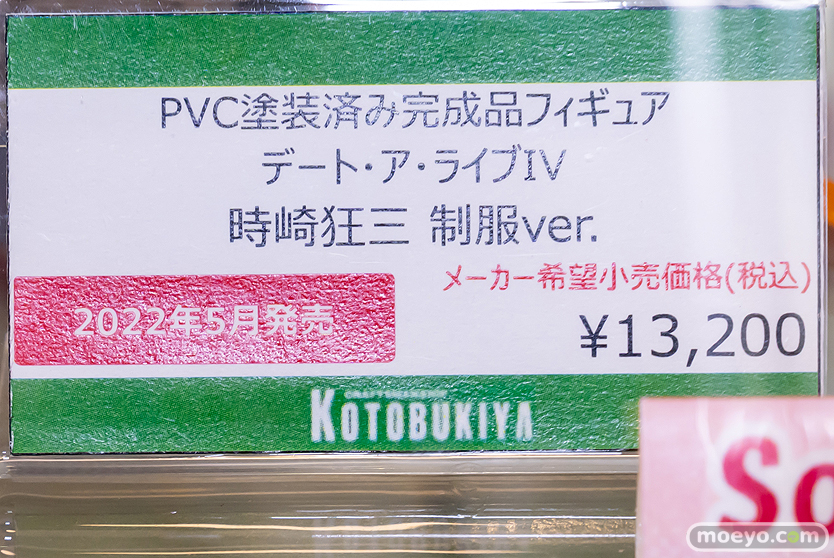 PVC塗装済み完成品フィギュア
デート・ア・ライブIV
時崎狂三 制服ver.
メーカー希望小売価格(税込)
2022年5月発売
¥13,200
CRAFTSMANSHIP
KOTOBUKIYA
So
moeyo.com